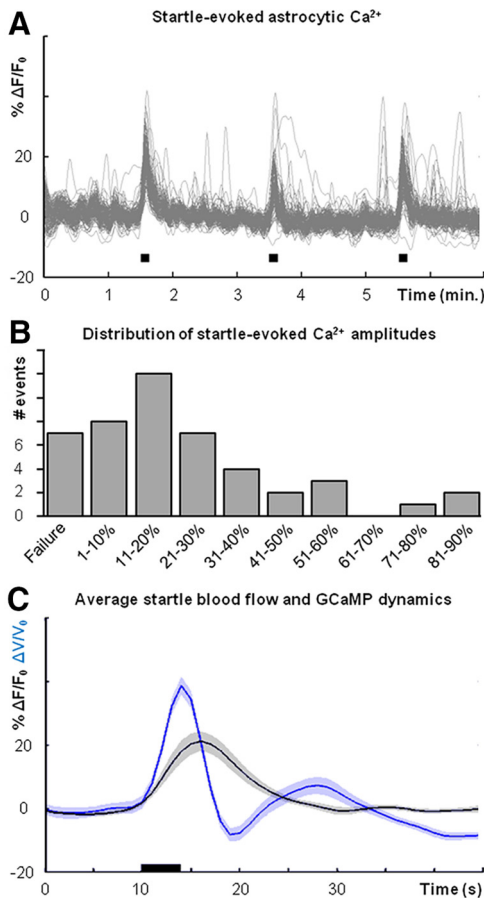 A
Startle-evoked astrocytic Ca²⁺
% ΔF/F₀
20
0
-20
0 1 2 3 4 5 Time (min.)
B
Distribution of startle-evoked Ca²⁺ amplitudes
# events
6
4
2
0
Failure 1-10% 11-20% 21-30% 31-40% 41-50% 51-60% 61-70% 71-80% 81-90%
C
Average startle blood flow and GCaMP dynamics
% ΔF/F₀ ΔV/V₀
20
0
-20
0 10 20 30 Time (s)